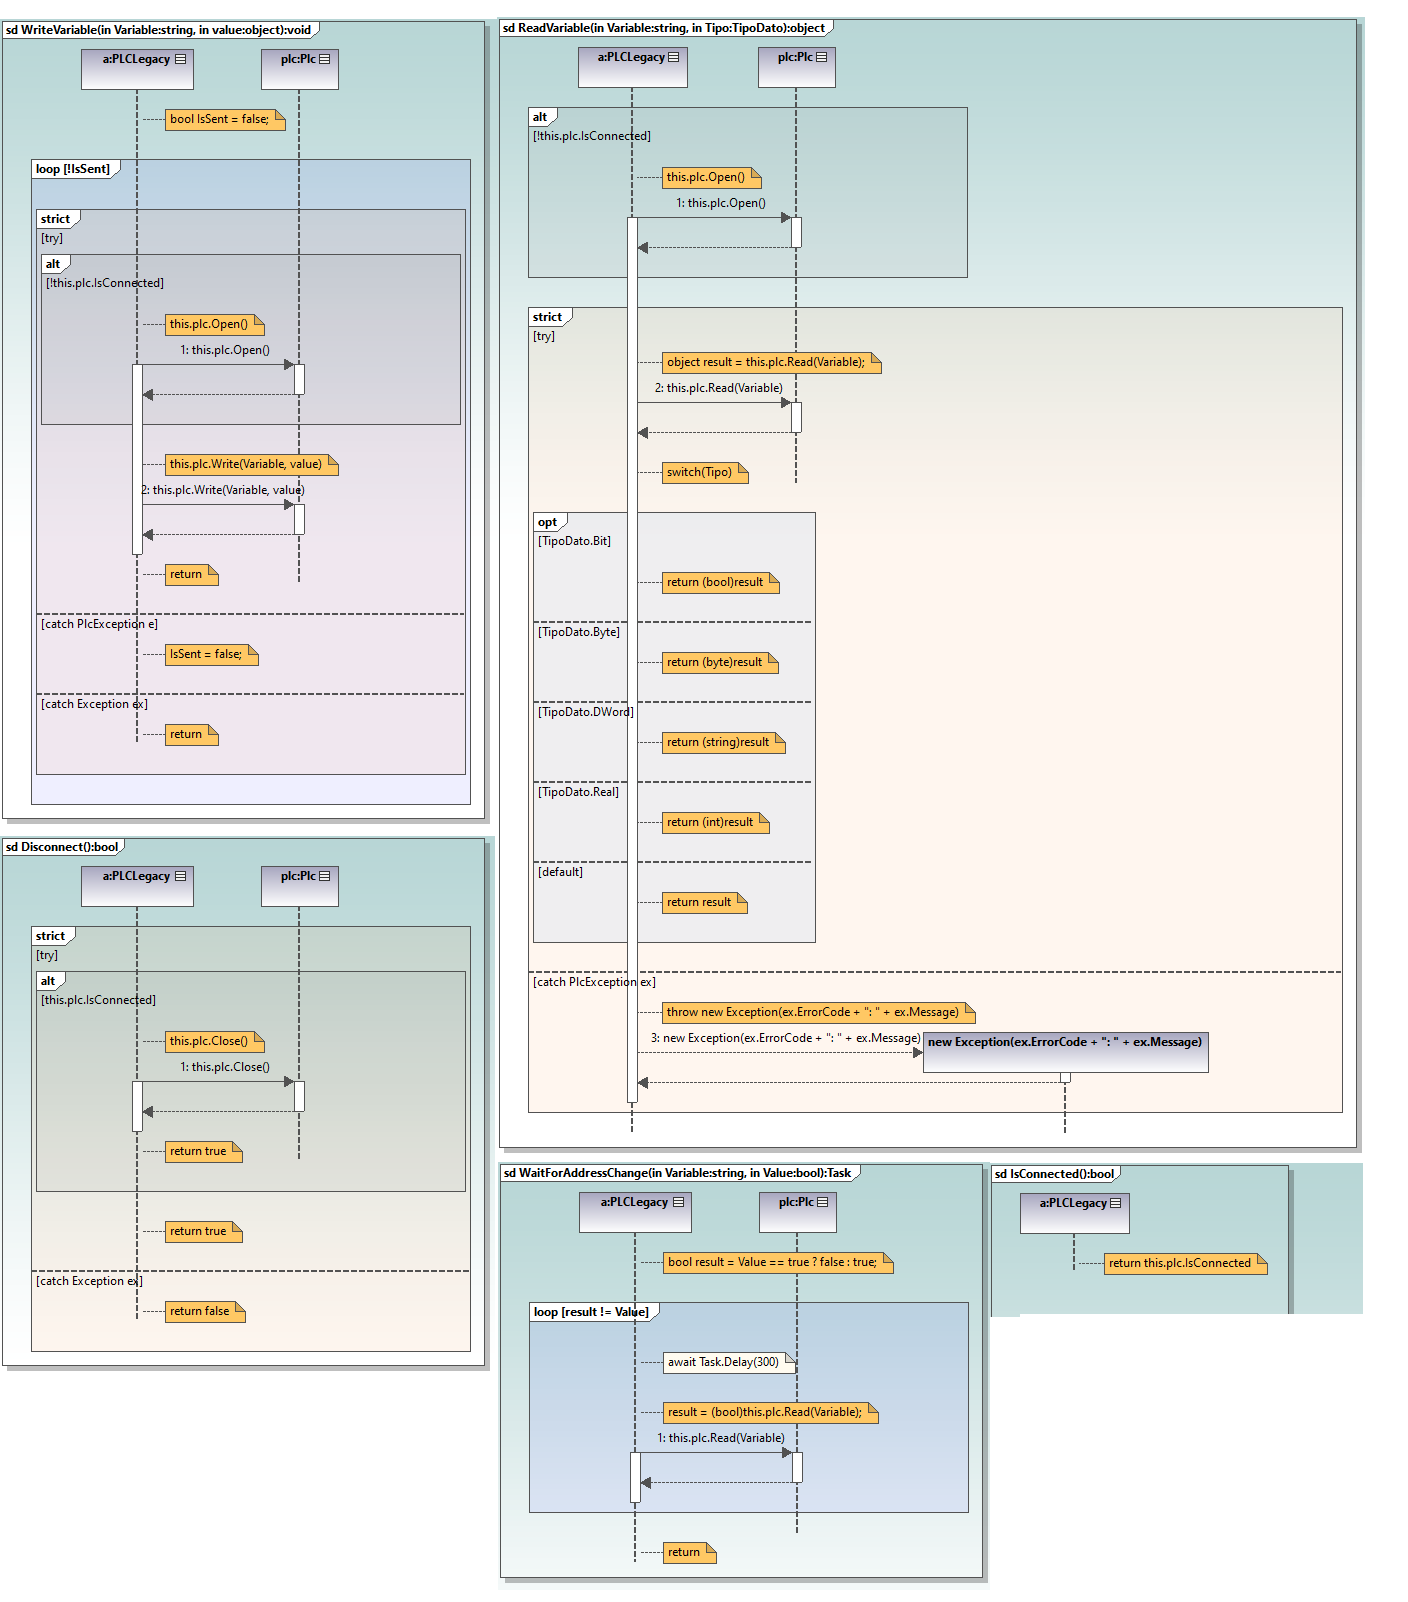 sd WriteVariable(in Variable:string, in value:object):void
a:PLCLegacy
plc:Plc
bool IsSent = false;
loop [!IsSent]
strict
[try]
alt
[!this.plc.IsConnected]
this.plc.Open()
1: this.plc.Open()
this.plc.Write(Variable, value)
2: this.plc.Write(Variable, value)
return
[catch PlcException e]
IsSent = false;
[catch Exception ex]
return
sd Disconnect():bool
a:PLCLegacy
plc:Plc
strict
[try]
alt
[this.plc.IsConnected]
this.plc.Close()
1: this.plc.Close()
return true
return true
[catch Exception ex]
return false
sd ReadVariable(in Variable:string, in Tipo:TipoDato):object
a:PLCLegacy
plc:Plc
alt
[!this.plc.IsConnected]
this.plc.Open()
1: this.plc.Open()
strict
[try]
object result = this.plc.Read(Variable);
2: this.plc.Read(Variable)
switch(Tipo)
opt
[TipoDato.Bit]
return (bool)result
[TipoDato.Byte]
return (byte)result
[TipoDato.DWord]
return (string)result
[TipoDato.Real]
return (int)result
[default]
return result
[catch PlcException ex]
throw new Exception(ex.ErrorCode + ": " + ex.Message)
3: new Exception(ex.ErrorCode + ": " + ex.Message)
new Exception(ex.ErrorCode + ": " + ex.Message)
sd WaitForAddressChange(in Variable:string, in Value:bool):Task
a:PLCLegacy
plc:Plc
bool result = Value == true ? false : true;
loop [result != Value]
await Task.Delay(300)
result = (bool)this.plc.Read(Variable);
1: this.plc.Read(Variable)
return
sd IsConnected():bool
a:PLCLegacy
return this.plc.IsConnected